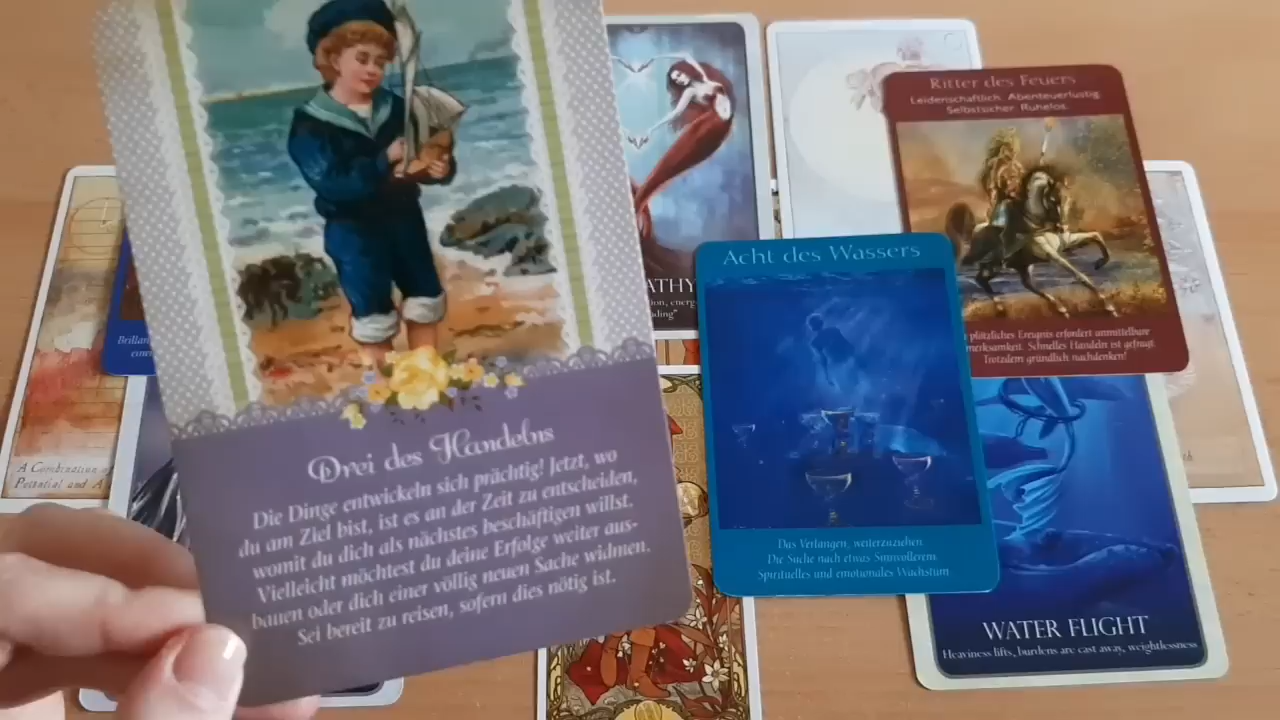 Drei des Handelns
Die Dinge entwickeln sich prächtig! Jetzt, wo
du am Ziel bist, ist es an der Zeit zu entscheiden,
womit du dich als nächstes beschäftigen willst.
Vielleicht möchtest du deine Erfolge weiter aus-
bauen oder dich einer völlig neuen Sache widmen.
Sei bereit zu reisen, sofern dies nötig ist.
Acht des Wassers
Das Verlangen, weiterzuziehen.
Die Suche nach etwas Sinnvollerem.
Spirituelles und emotionales Wachstum
Ritter des Feuers
Leidenschaftlich. Abenteuerlustig.
Selbstsicher. Ruhelos.
plötzliches Ereignis erfordert unmittelbare
merksamkeit. Schnelles Handeln ist gefragt
Trotzdem gründlich nachdenken!
WATER FLIGHT
Heaviness lifts, burdens are cast away, weightlessness
ATHY
ion, energ
ding"
A Combination of
Potential and A
Brillan